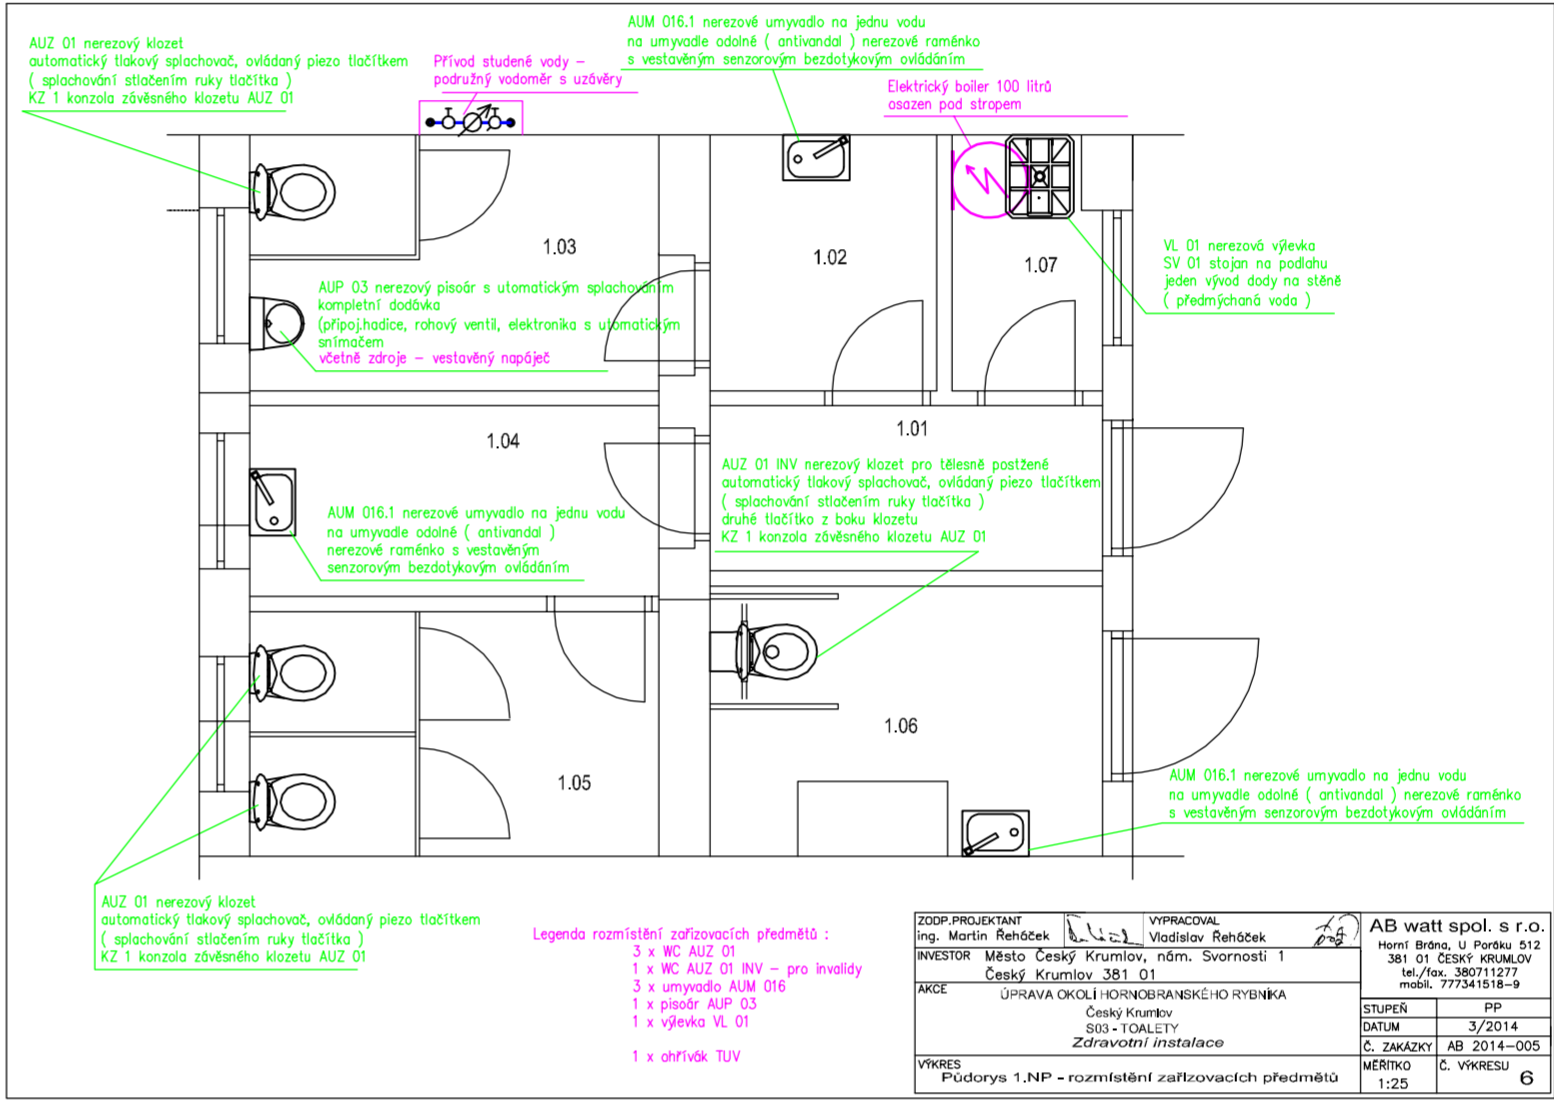 AUZ 01 nerezový klozet
automatický tlakový splachovač, ovládaný piezo tlačítkem
( splachování stlačením ruky tlačítka )
KZ 1 konzola závěsného klozetu AUZ 01
Přívod studené vody –
podružný vodoměr s uzávěry
AUM 016.1 nerezové umyvadlo na jednu vodu
na umyvadle odolné ( antivandal ) nerezové raménko
s vestavěným senzorovým bezdotykovým ovládáním
Elektrický boiler 100 litrů
osazen pod stropem
1.03
1.02
1.07
VL 01 nerezová výlevka
SV 01 stojan na podlahu
jeden vývod dody na stěně
( předmýchaná voda )
AUP 03 nerezový pisoár s utomatickým splachováním
kompletní dodávka
(připoj.hadice, rohový ventil, elektronika s utomatickým
snímačem
včetně zdroje – vestavěný napáječ
1.04
1.01
AUZ 01 INV nerezový klozet pro tělesně postžené
automatický tlakový splachovač, ovládaný piezo tlačítkem
( splachování stlačením ruky tlačítka )
druhé tlačítko z boku klozetu
KZ 1 konzola závěsného klozetu AUZ 01
AUM 016.1 nerezové umyvadlo na jednu vodu
na umyvadle odolné ( antivandal )
nerezové raménko s vestavěným
senzorovým bezdotykovým ovládáním
1.06
1.05
AUM 016.1 nerezové umyvadlo na jednu vodu
na umyvadle odolné ( antivandal ) nerezové raménko
s vestavěným senzorovým bezdotykovým ovládáním
AUZ 01 nerezový klozet
automatický tlakový splachovač, ovládaný piezo tlačítkem
( splachování stlačením ruky tlačítka )
KZ 1 konzola závěsného klozetu AUZ 01
Legenda rozmístění zařizovacích předmětů :
3 x WC AUZ 01
1 x WC AUZ 01 INV – pro invalidy
3 x umyvadlo AUM 016
1 x pisoár AUP 03
1 x výlevka VL 01
1 x ohřívák TUV
ZODP.PROJEKTANT
ing. Martin Řeháček
VYPRACOVAL
Vladislav Řeháček
INVESTOR Město Český Krumlov, nám. Svornosti 1
Český Krumlov 381 01
AKCE
ÚPRAVA OKOLÍ HORNOBRANSKÉHO RYBNÍKA
Český Krumlov
S03 - TOALETY
Zdravotní instalace
VÝKRES
Půdorys 1.NP - rozmístění zařizovacích předmětů
AB watt spol. s r.o.
Horní Brána, U Poráku 512
381 01 ČESKÝ KRUMLOV
tel./fax. 380711277
mobil. 777341518–9
STUPEŇ PP
DATUM 3/2014
Č. ZAKÁZKY AB 2014–005
MĚŘÍTKO
1:25
Č. VÝKRESU
6